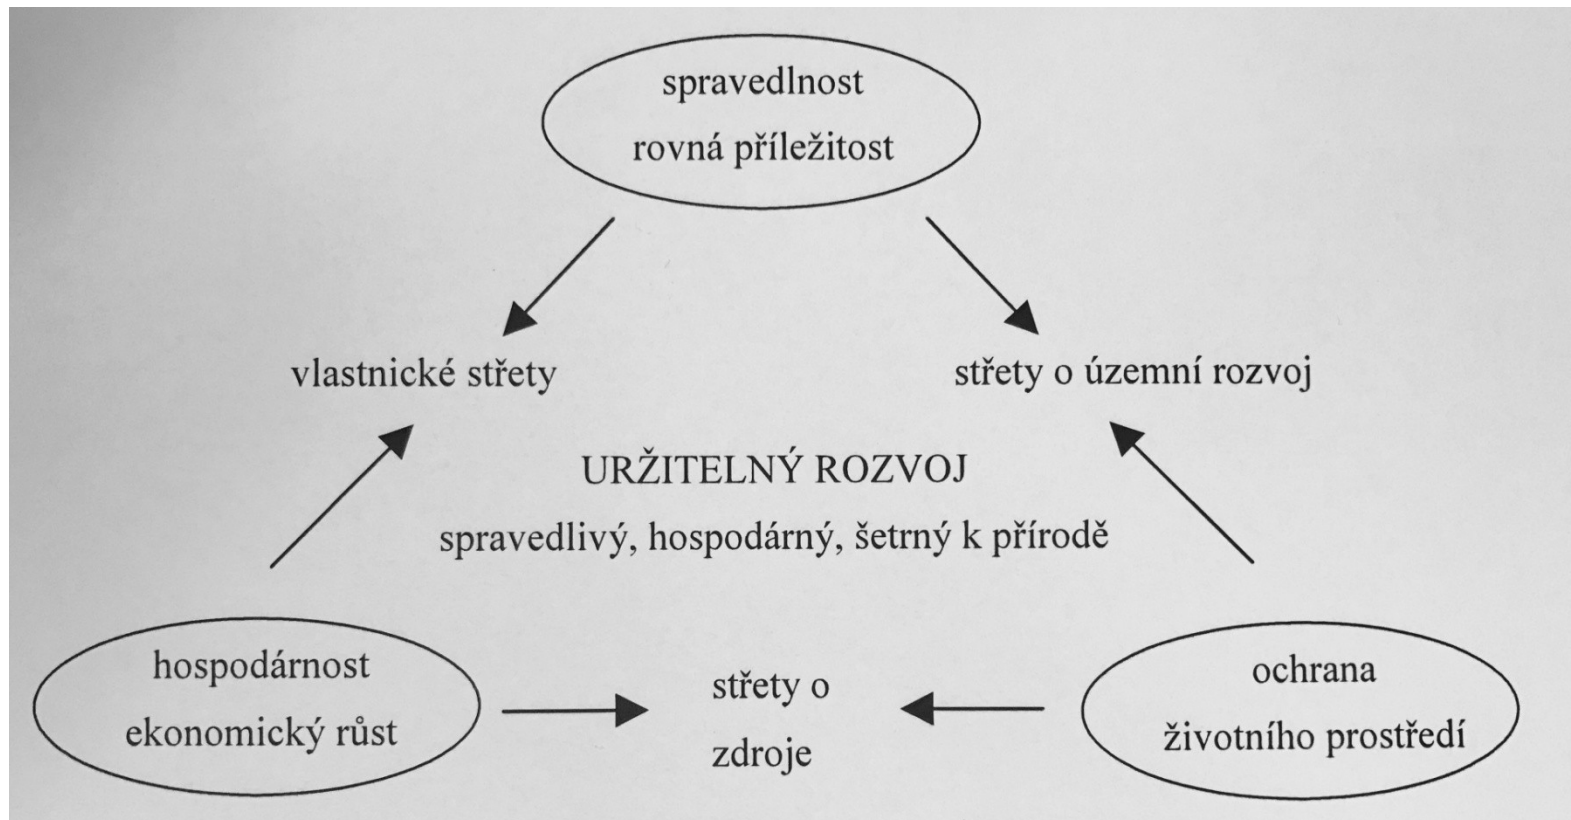 spravedlnost
rovná příležitost
vlastnické střety
střety o územní rozvoj
URŽITELNÝ ROZVOJ
spravedlivý, hospodárný, šetrný k přírodě
hospodárnost
ekonomický růst
střety o
zdroje
ochrana
životního prostředí